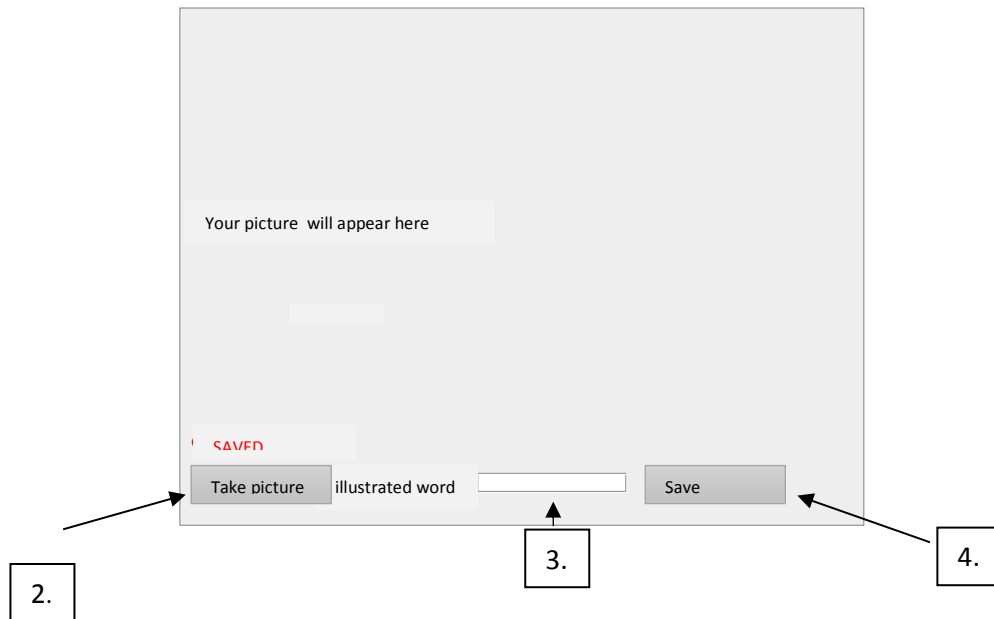 Your picture will appear here
SAVED
Take picture illustrated word Save
3.
4.
2.